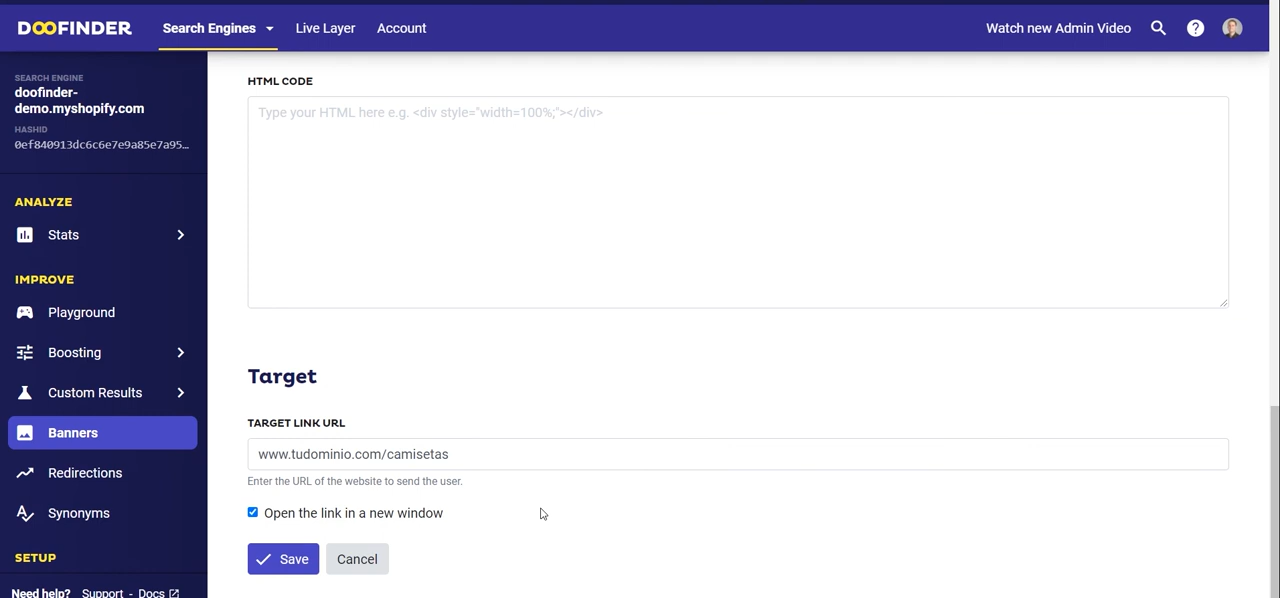 DOOFINDER
Search Engines
Live Layer
Account
Watch new Admin Video
SEARCH ENGINE
doofinder-
demo.myshopify.com
HASHID
0ef840913dc6c6e7e9a85e7a95…
ANALYZE
Stats
IMPROVE
Playground
Boosting
Custom Results
Banners
Redirections
Synonyms
SETUP
Need help? Support - Docs
HTML CODE
Type your HTML here e.g. <div style="width=100%;"></div>
Target
TARGET LINK URL
www.tudominio.com/camisetas
Enter the URL of the website to send the user.
Open the link in a new window
Save
Cancel